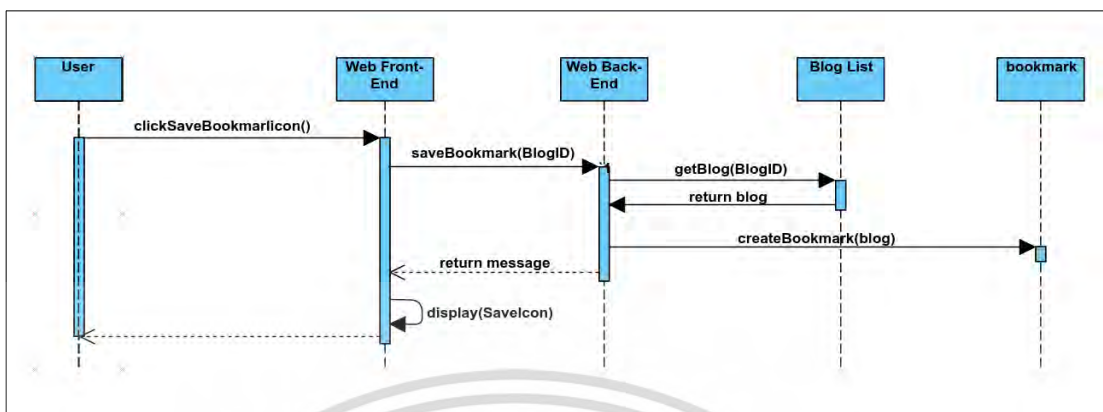 User
Web Front-
End
Web Back-
End
Blog List
bookmark
clickSaveBookmarIicon()
saveBookmark(BlogID)
getBlog(BlogID)
return blog
createBookmark(blog)
return message
display(SaveIcon)